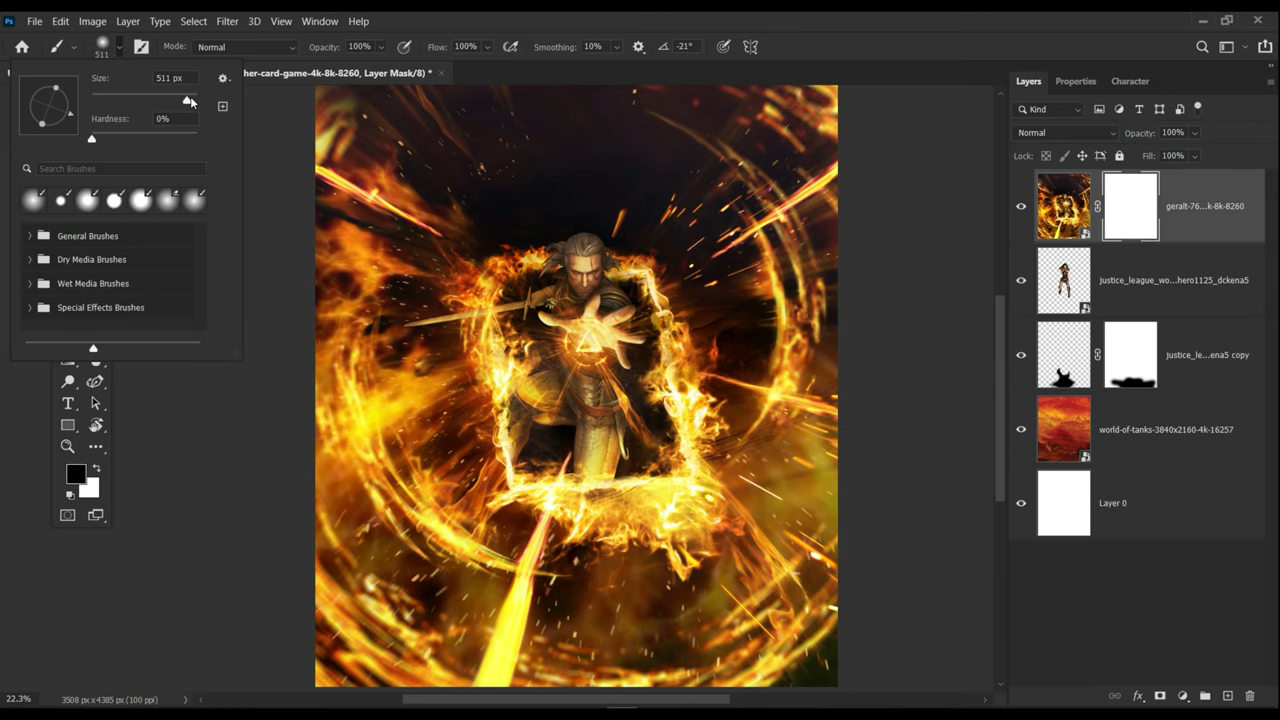 Ps File Edit Image Layer Type Select Filter 3D View Window Help
511 Mode: Normal Opacity: 100% Flow: 100% Smoothing: 10% -21°
her-card-game-4k-8k-8260, Layer Mask/8) * ×
Size: 511 px
Hardness: 0%
Search Brushes
General Brushes
Dry Media Brushes
Wet Media Brushes
Special Effects Brushes
T
22.3% 3508 px x 4385 px (100 ppi)
Layers Properties Character
Kind T
Normal Opacity: 100%
Lock: Fill: 100%
geralt-76...k-8k-8260
justice_league_wo...hero1125_dckena5
justice_le...ena5 copy
world-of-tanks-3840x2160-4k-16257
Layer 0
fx